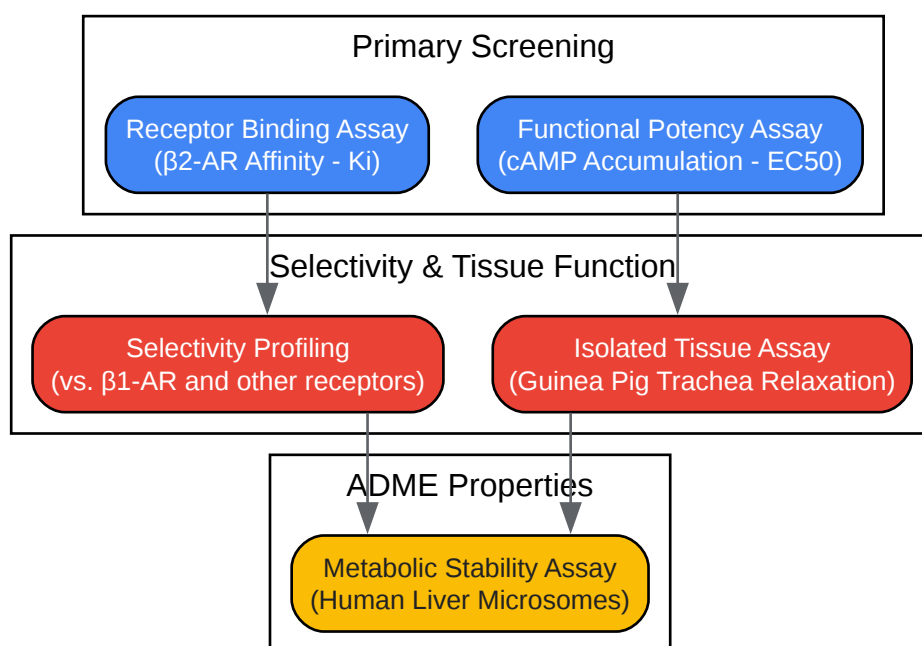 Primary Screening
Receptor Binding Assay
(β2-AR Affinity - Ki)
Functional Potency Assay
(cAMP Accumulation - EC50)
Selectivity & Tissue Function
Selectivity Profiling
(vs. β1-AR and other receptors)
Isolated Tissue Assay
(Guinea Pig Trachea Relaxation)
ADME Properties
Metabolic Stability Assay
(Human Liver Microsomes)